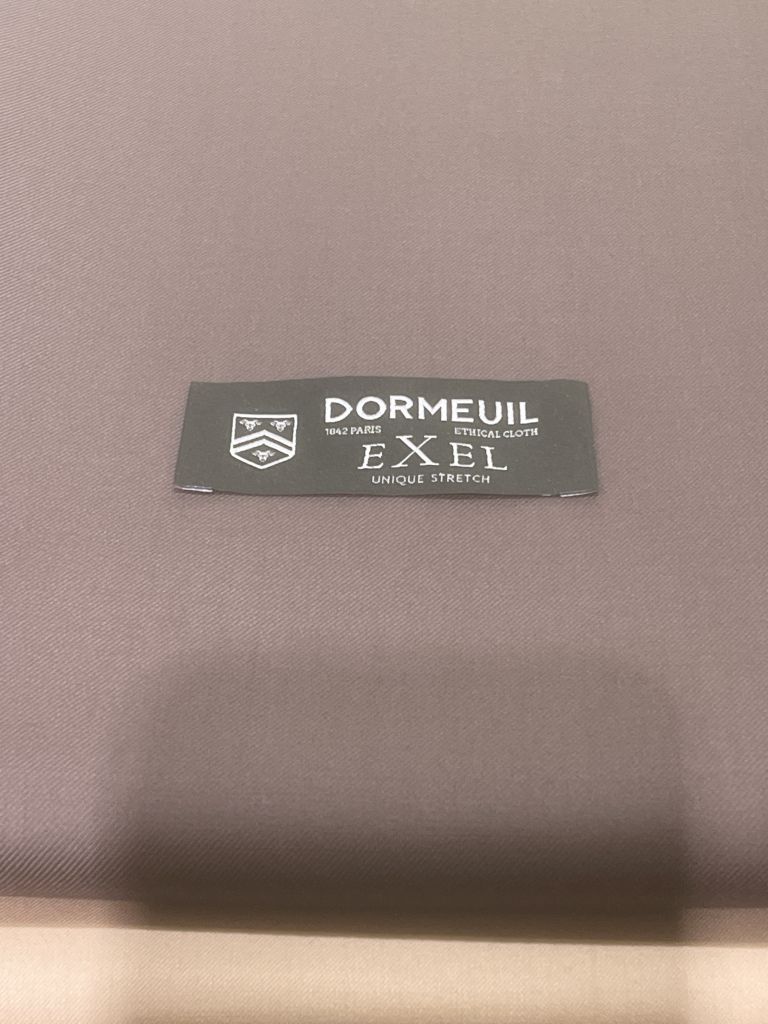 DORMEUIL
1842 PARIS ETHICAL CLOTH
EXEL
UNIQUE STRETCH